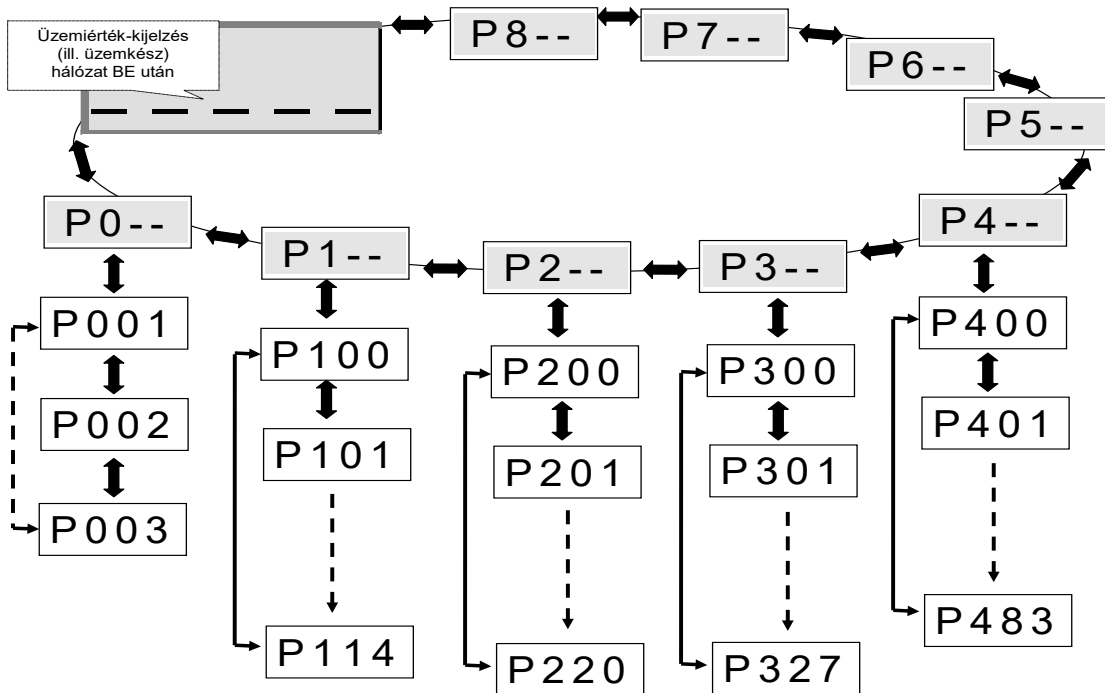 Üzemiérték-kijelzés
(ill. üzemkész)
hálózat BE után
P8--
P7--
P6--
P5--
P0--
P1--
P2--
P3--
P4--
P001
P002
P003
P100
P101
P114
P200
P201
P220
P300
P301
P327
P400
P401
P483